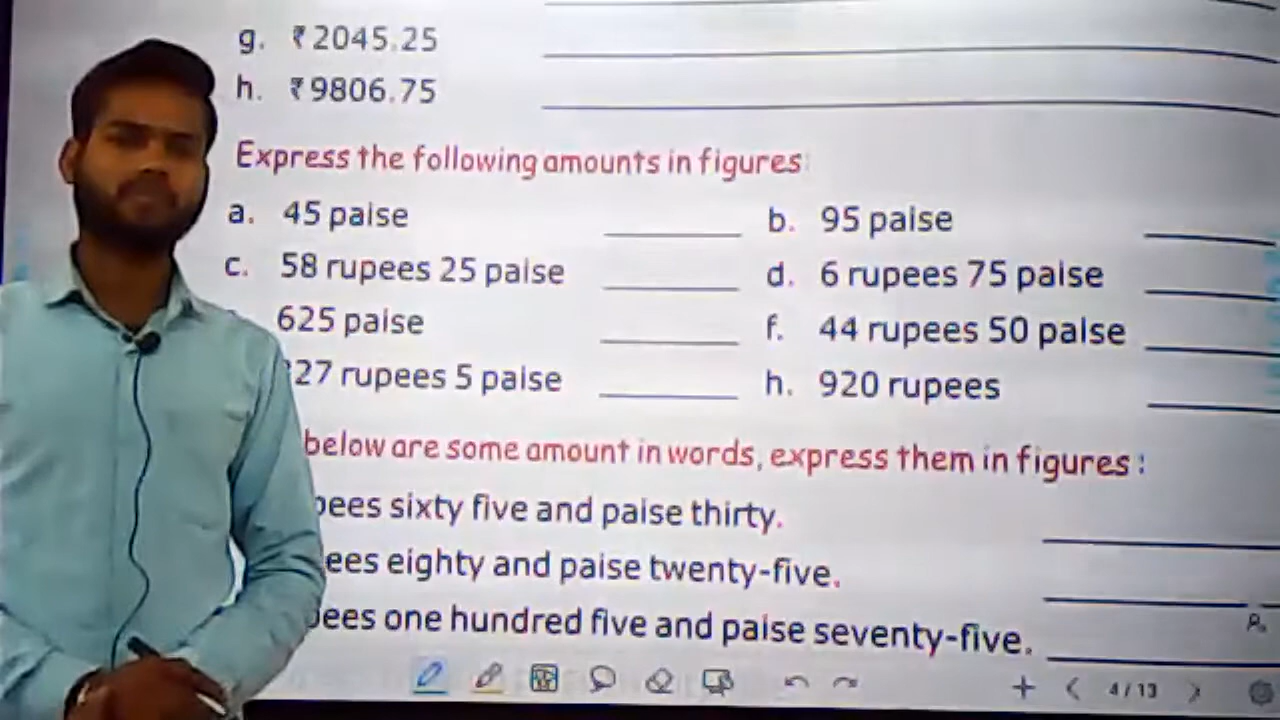 g. ₹2045.25
h. ₹9806.75
Express the following amounts in figures:
a. 45 paise b. 95 paise
c. 58 rupees 25 paise d. 6 rupees 75 paise
625 paise f. 44 rupees 50 paise
27 rupees 5 paise h. 920 rupees
below are some amount in words, express them in figures :
pees sixty five and paise thirty.
ees eighty and paise twenty-five.
pees one hundred five and paise seventy-five.
4/13